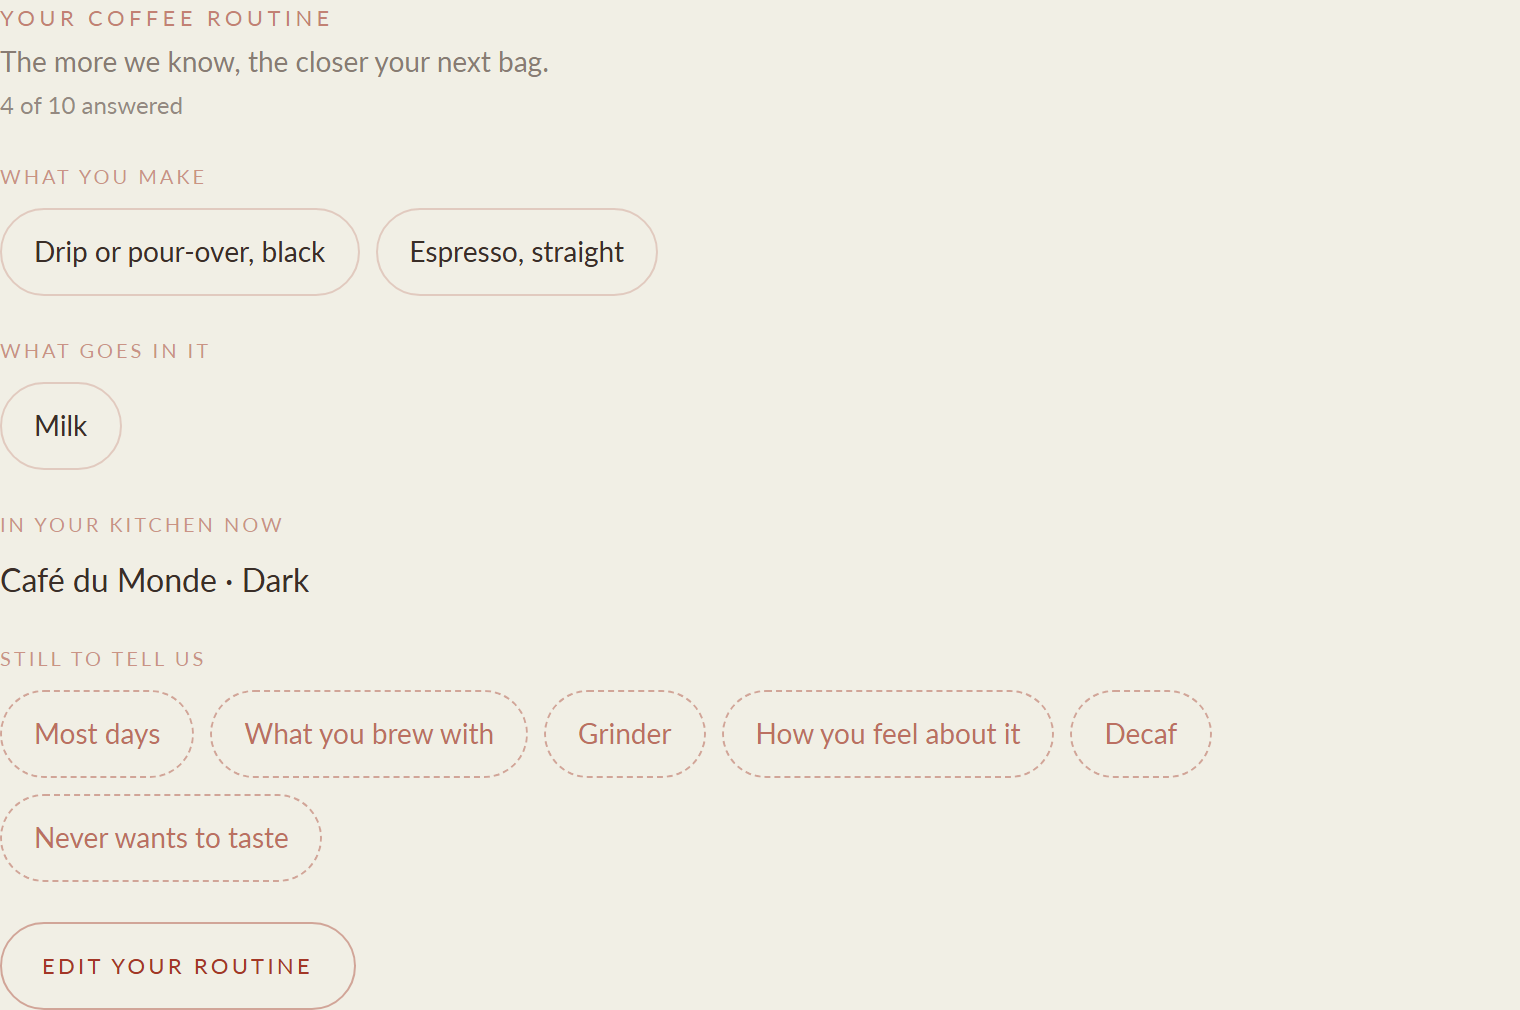 YOUR COFFEE ROUTINE
The more we know, the closer your next bag.
4 of 10 answered
WHAT YOU MAKE
Drip or pour-over, black Espresso, straight
WHAT GOES IN IT
Milk
IN YOUR KITCHEN NOW
Café du Monde · Dark
STILL TO TELL US
Most days What you brew with Grinder How you feel about it Decaf
Never wants to taste
EDIT YOUR ROUTINE